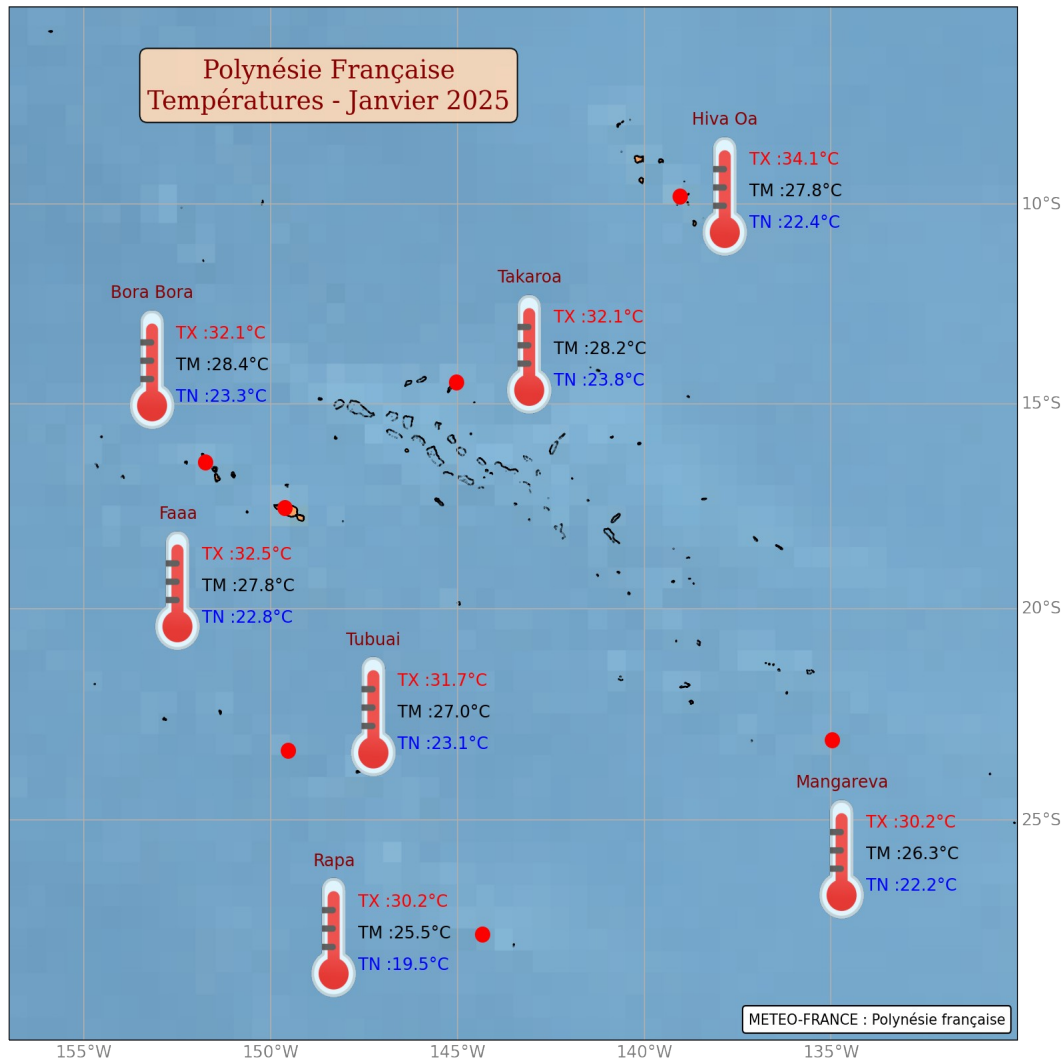 Polynésie Française
Températures - Janvier 2025
Hiva Oa
TX :34.1°C
TM :27.8°C
TN :22.4°C
10°S
Takaroa
TX :32.1°C
TM :28.2°C
TN :23.8°C
Bora Bora
TX :32.1°C
TM :28.4°C
TN :23.3°C
15°S
Faaa
TX :32.5°C
TM :27.8°C
TN :22.8°C
20°S
Tubuai
TX :31.7°C
TM :27.0°C
TN :23.1°C
Mangareva
TX :30.2°C
TM :26.3°C
TN :22.2°C
25°S
Rapa
TX :30.2°C
TM :25.5°C
TN :19.5°C
METEO-FRANCE : Polynésie française
155°W
150°W
145°W
140°W
135°W